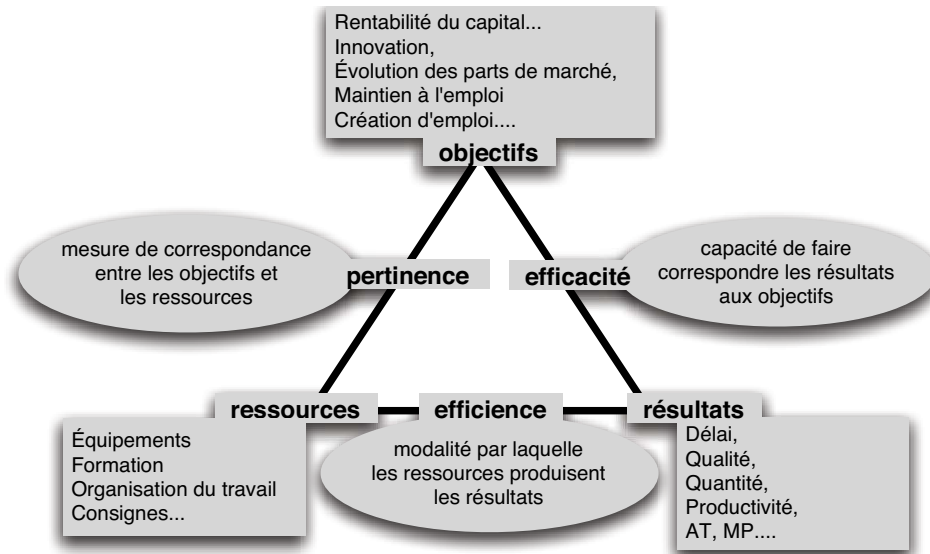 Rentabilité du capital...
Innovation,
Évolution des parts de marché,
Maintien à l'emploi
Création d'emploi....
objectifs
mesure de correspondance
entre les objectifs et
les ressources
pertinence
efficacité
capacité de faire
correspondre les résultats
aux objectifs
ressources
efficience
résultats
Équipements
Formation
Organisation du travail
Consignes...
modalité par laquelle
les ressources produisent
les résultats
Délai,
Qualité,
Quantité,
Productivité,
AT, MP....